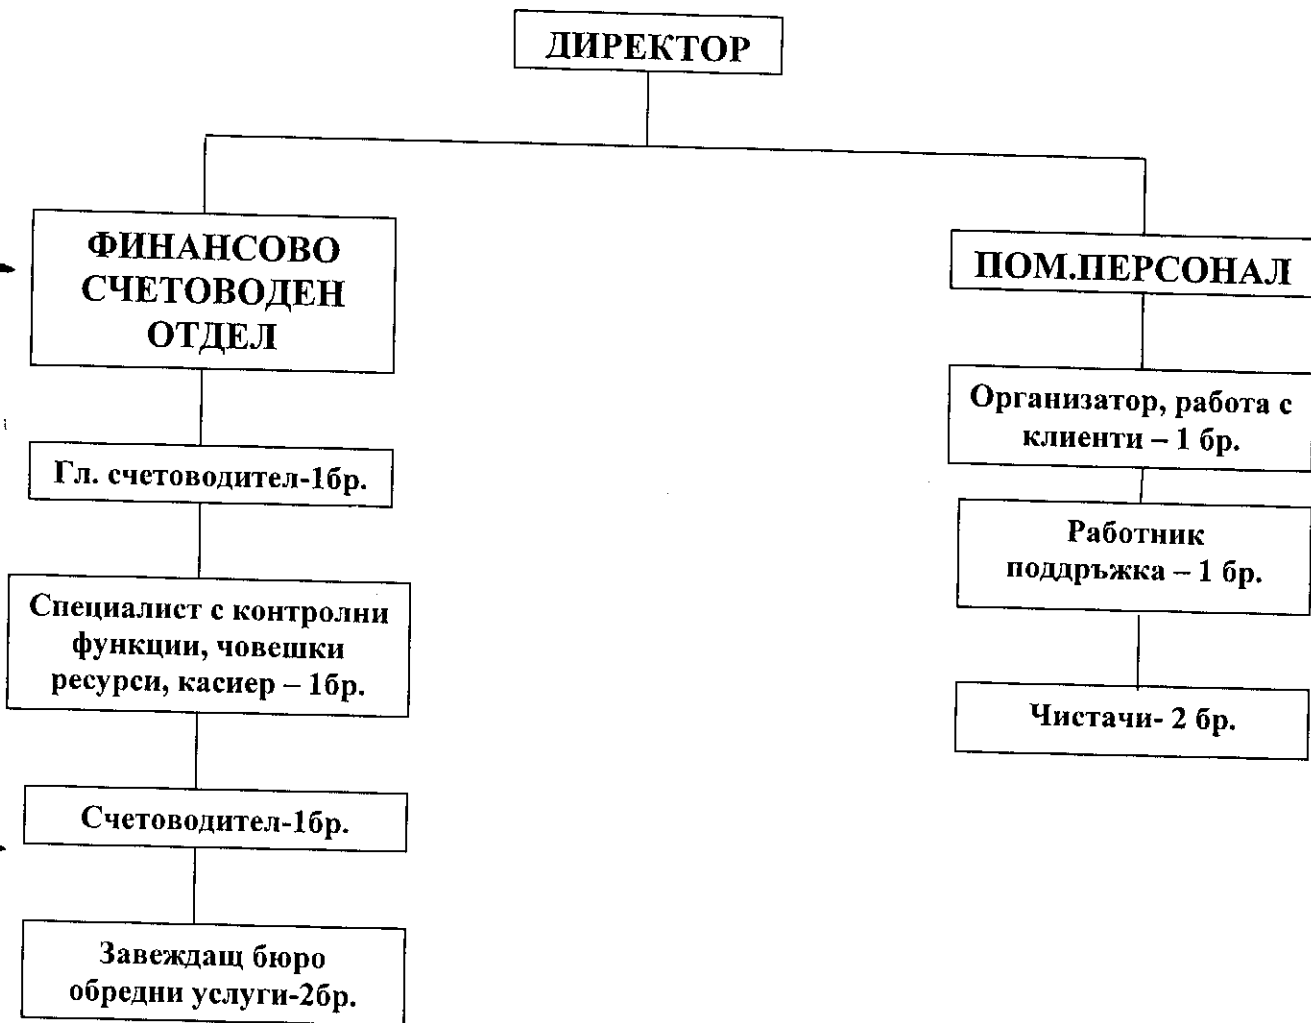 ДИРЕКТОР
ФИНАНСОВО
СЧЕТОВОДЕН
ОТДЕЛ
Гл. счетоводител-1бр.
Специалист с контролни
функции, човешки
ресурси, касиер – 1бр.
Счетоводител-1бр.
Завеждащ бюро
обредни услуги-2бр.
ПОМ.ПЕРСОНАЛ
Организатор, работа с
клиенти – 1 бр.
Работник
поддръжка – 1 бр.
Чистачи- 2 бр.